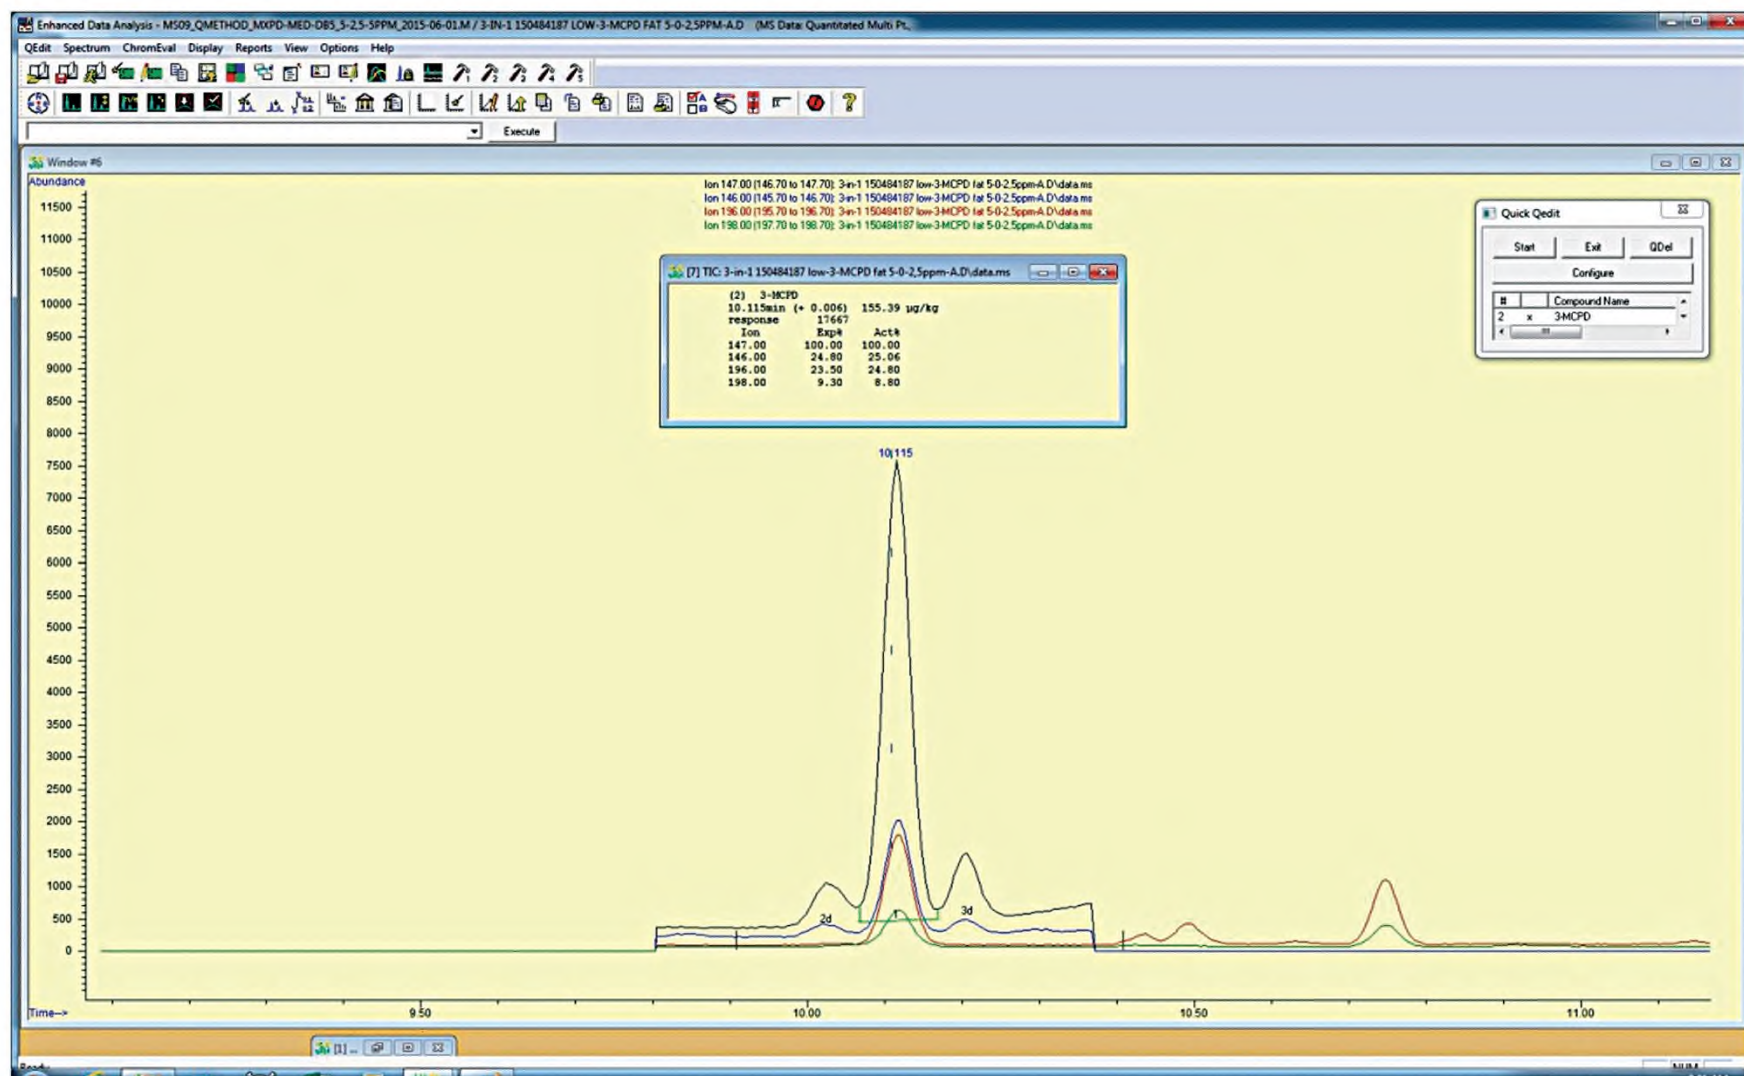 Enhanced Data Analysis - MS09_QMETHOD_MXPD-MED-DB5_5-2,5-5PPM_2015-06-01.M / 3-IN-1 150484187 LOW-3-MCPD FAT 5-0-2,5PPM-A.D (MS Data: Quantitated Multi Pt,
QEdit Spectrum ChromEval Display Reports View Options Help
Execute
Window #6
Abundance
Ion 147.00 (146.70 to 147.70): 3-in-1 150484187 low-3-MCPD fat 5-0-2,5ppm-A.D\data.ms
Ion 146.00 (145.70 to 146.70): 3-in-1 150484187 low-3-MCPD fat 5-0-2,5ppm-A.D\data.ms
Ion 196.00 (195.70 to 196.70): 3-in-1 150484187 low-3-MCPD fat 5-0-2,5ppm-A.D\data.ms
Ion 198.00 (197.70 to 198.70): 3-in-1 150484187 low-3-MCPD fat 5-0-2,5ppm-A.D\data.ms
Quick Qedit
Start Exit QDel
Configure
# Compound Name
2 x 3-MCPD
[7] TIC: 3-in-1 150484187 low-3-MCPD fat 5-0-2,5ppm-A.D\data.ms
(2) 3-MCPD
10.115min (+ 0.006) 155.39 µg/kg
response 17667
Ion Exp% Act%
147.00 100.00 100.00
146.00 24.80 25.06
196.00 23.50 24.80
198.00 9.30 8.80
11500
11000
10500
10000
9500
9000
8500
8000
7500
7000
6500
6000
5500
5000
4500
4000
3500
3000
2500
2000
1500
1000
500
0
10.115
2d
1
3d
Time-->
9.50 10.00 10.50 11.00
[1] ...
Ready
NUM